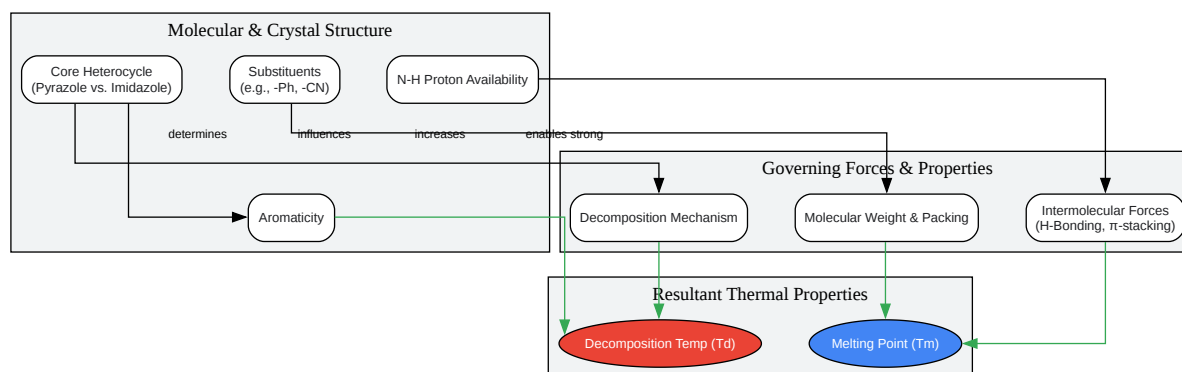 Molecular & Crystal Structure
Core Heterocycle
(Pyrazole vs. Imidazole)
Substituents
(e.g., -Ph, -CN)
N-H Proton Availability
determines
influences
increases
enables strong
Governing Forces & Properties
Aromaticity
Decomposition Mechanism
Molecular Weight & Packing
Intermolecular Forces
(H-Bonding, π-stacking)
Resultant Thermal Properties
Decomposition Temp (Td)
Melting Point (Tm)